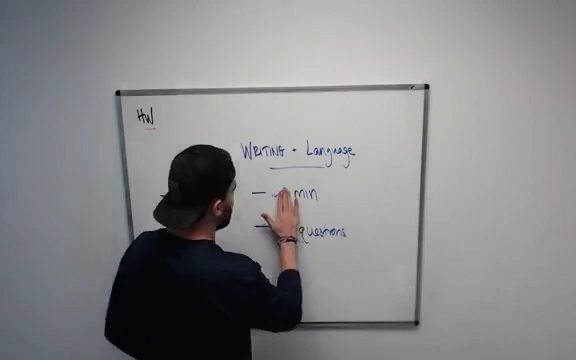 HW
WRITING + Language
— min
— questions